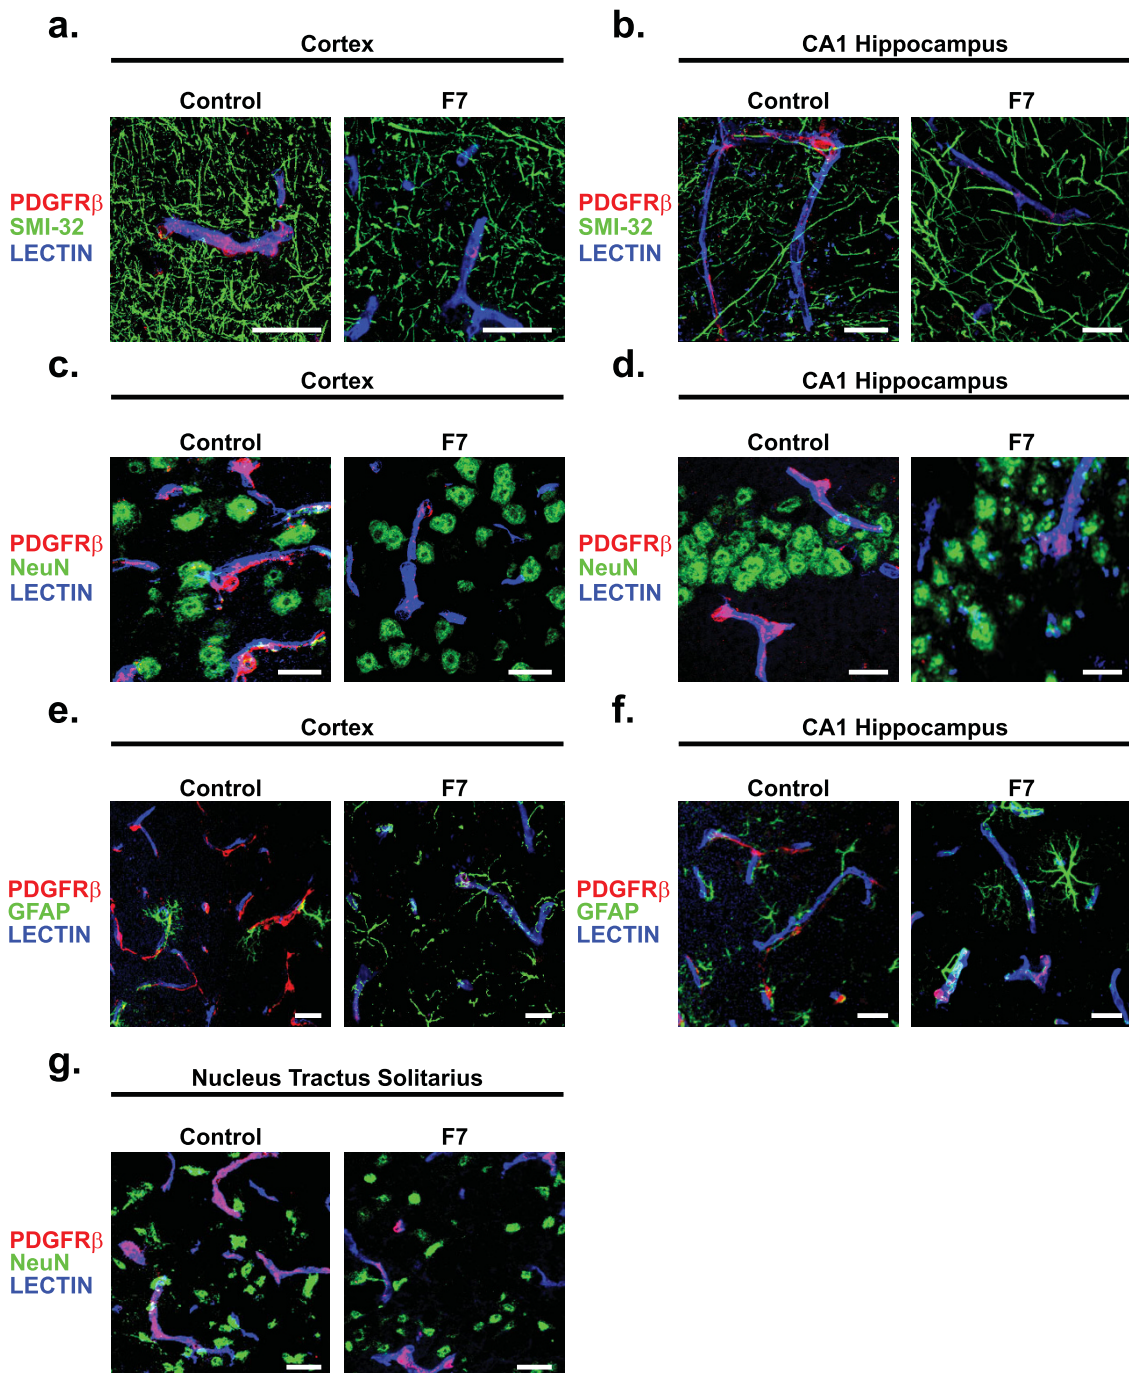 a.
Cortex
Control
F7
PDGFRβ
SMI-32
LECTIN
b.
CA1 Hippocampus
Control
F7
PDGFRβ
SMI-32
LECTIN
c.
Cortex
Control
F7
PDGFRβ
NeuN
LECTIN
d.
CA1 Hippocampus
Control
F7
PDGFRβ
NeuN
LECTIN
e.
Cortex
Control
F7
PDGFRβ
GFAP
LECTIN
f.
CA1 Hippocampus
Control
F7
PDGFRβ
GFAP
LECTIN
g.
Nucleus Tractus Solitarius
Control
F7
PDGFRβ
NeuN
LECTIN